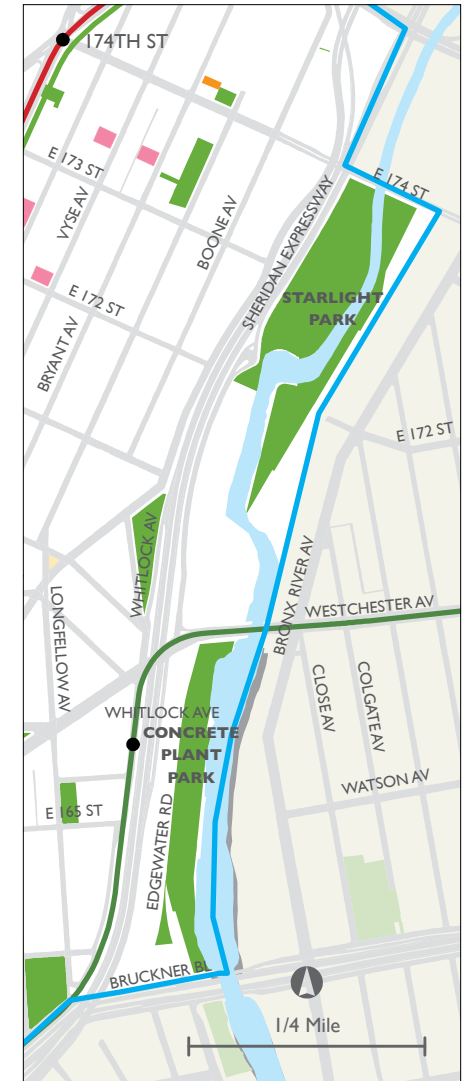 174TH ST
E 173 ST
E 174 ST
VYSE AV
BOONE AV
SHERIDAN EXPRESSWAY
E 172 ST
STARLIGHT
PARK
BRYANT AV
E 172 ST
WHITLOCK AV
BRONX RIVER AV
LONGFELLOW AV
WESTCHESTER AV
CLOSE AV
COLGATE AV
WHITLOCK AVE
CONCRETE
PLANT
PARK
WATSON AV
E 165 ST
EDGEWATER RD
BRUCKNER BL
1/4 Mile